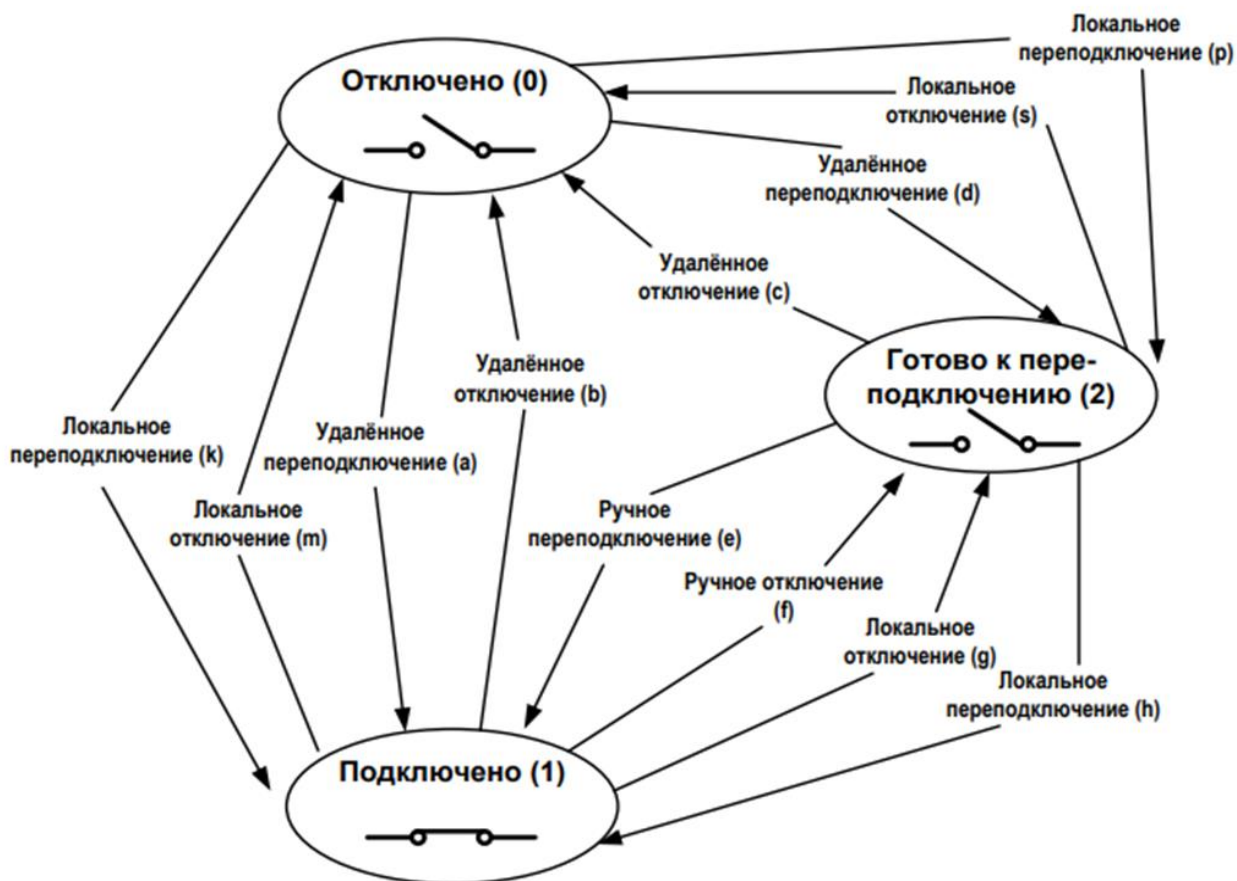 Локальное
переподключение (p)
Отключено (0)
Локальное
отключение (s)
Удалённое
переподключение (d)
Удалённое
отключение (c)
Готово к пере-
подключению (2)
Удалённое
отключение (b)
Локальное
переподключение (k)
Удалённое
переподключение (a)
Локальное
отключение (m)
Ручное
переподключение (e)
Ручное отключение
(f)
Локальное
отключение (g)
Локальное
переподключение (h)
Подключено (1)